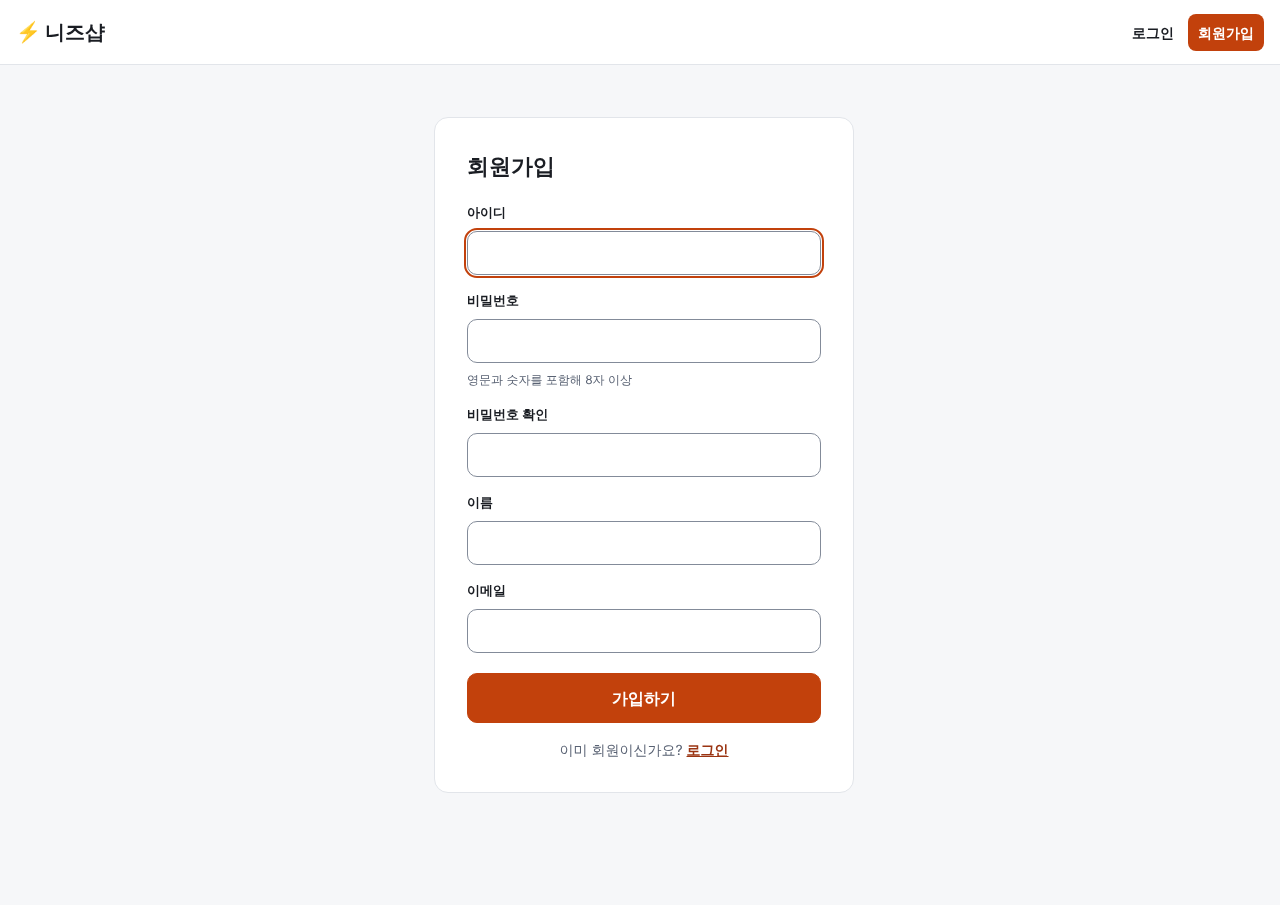 ⚡ 니즈샵
로그인
회원가입
회원가입
아이디
비밀번호
영문과 숫자를 포함해 8자 이상
비밀번호 확인
이름
이메일
가입하기
이미 회원이신가요? 로그인